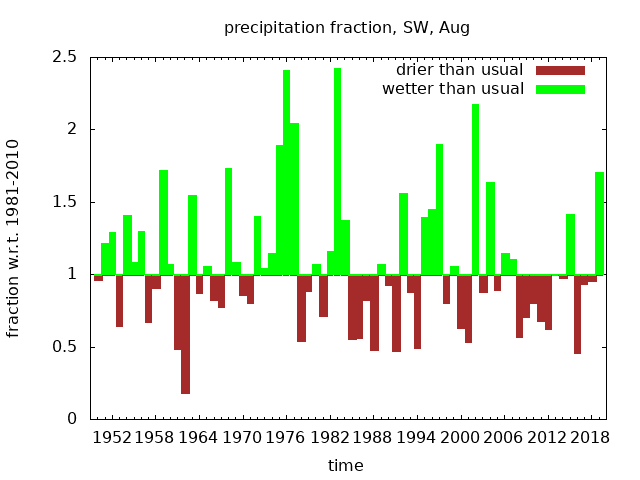 precipitation fraction, SW, Aug
drier than usual
wetter than usual
fraction w.r.t. 1981-2010
2.5
2
1.5
1
0.5
0
1952 1958 1964 1970 1976 1982 1988 1994 2000 2006 2012 2018
time